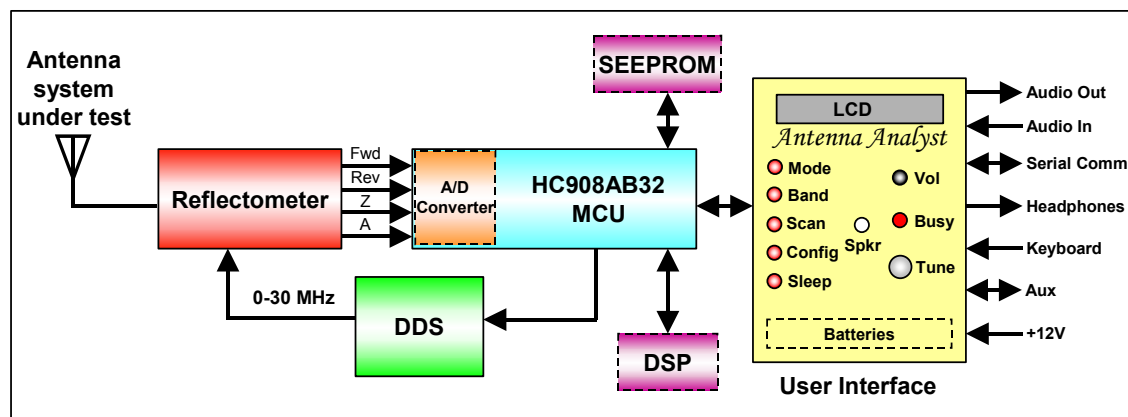 Antenna
system
under test
Reflectometer
Fwd
Rev
Z
A
A/D
Converter
HC908AB32
MCU
SEEPROM
DSP
DDS
0-30 MHz
LCD
Antenna Analyst
Mode
Band
Scan
Config
Sleep
Vol
Busy
Spkr
Tune
Batteries
User Interface
Audio Out
Audio In
Serial Comm
Headphones
Keyboard
Aux
+12V